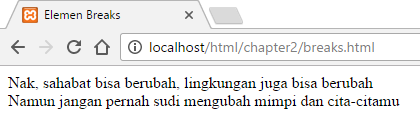 Elemen Breaks
localhost/html/chapter2/breaks.html
Nak, sahabat bisa berubah, lingkungan juga bisa berubah
Namun jangan pernah sudi mengubah mimpi dan cita-citamu